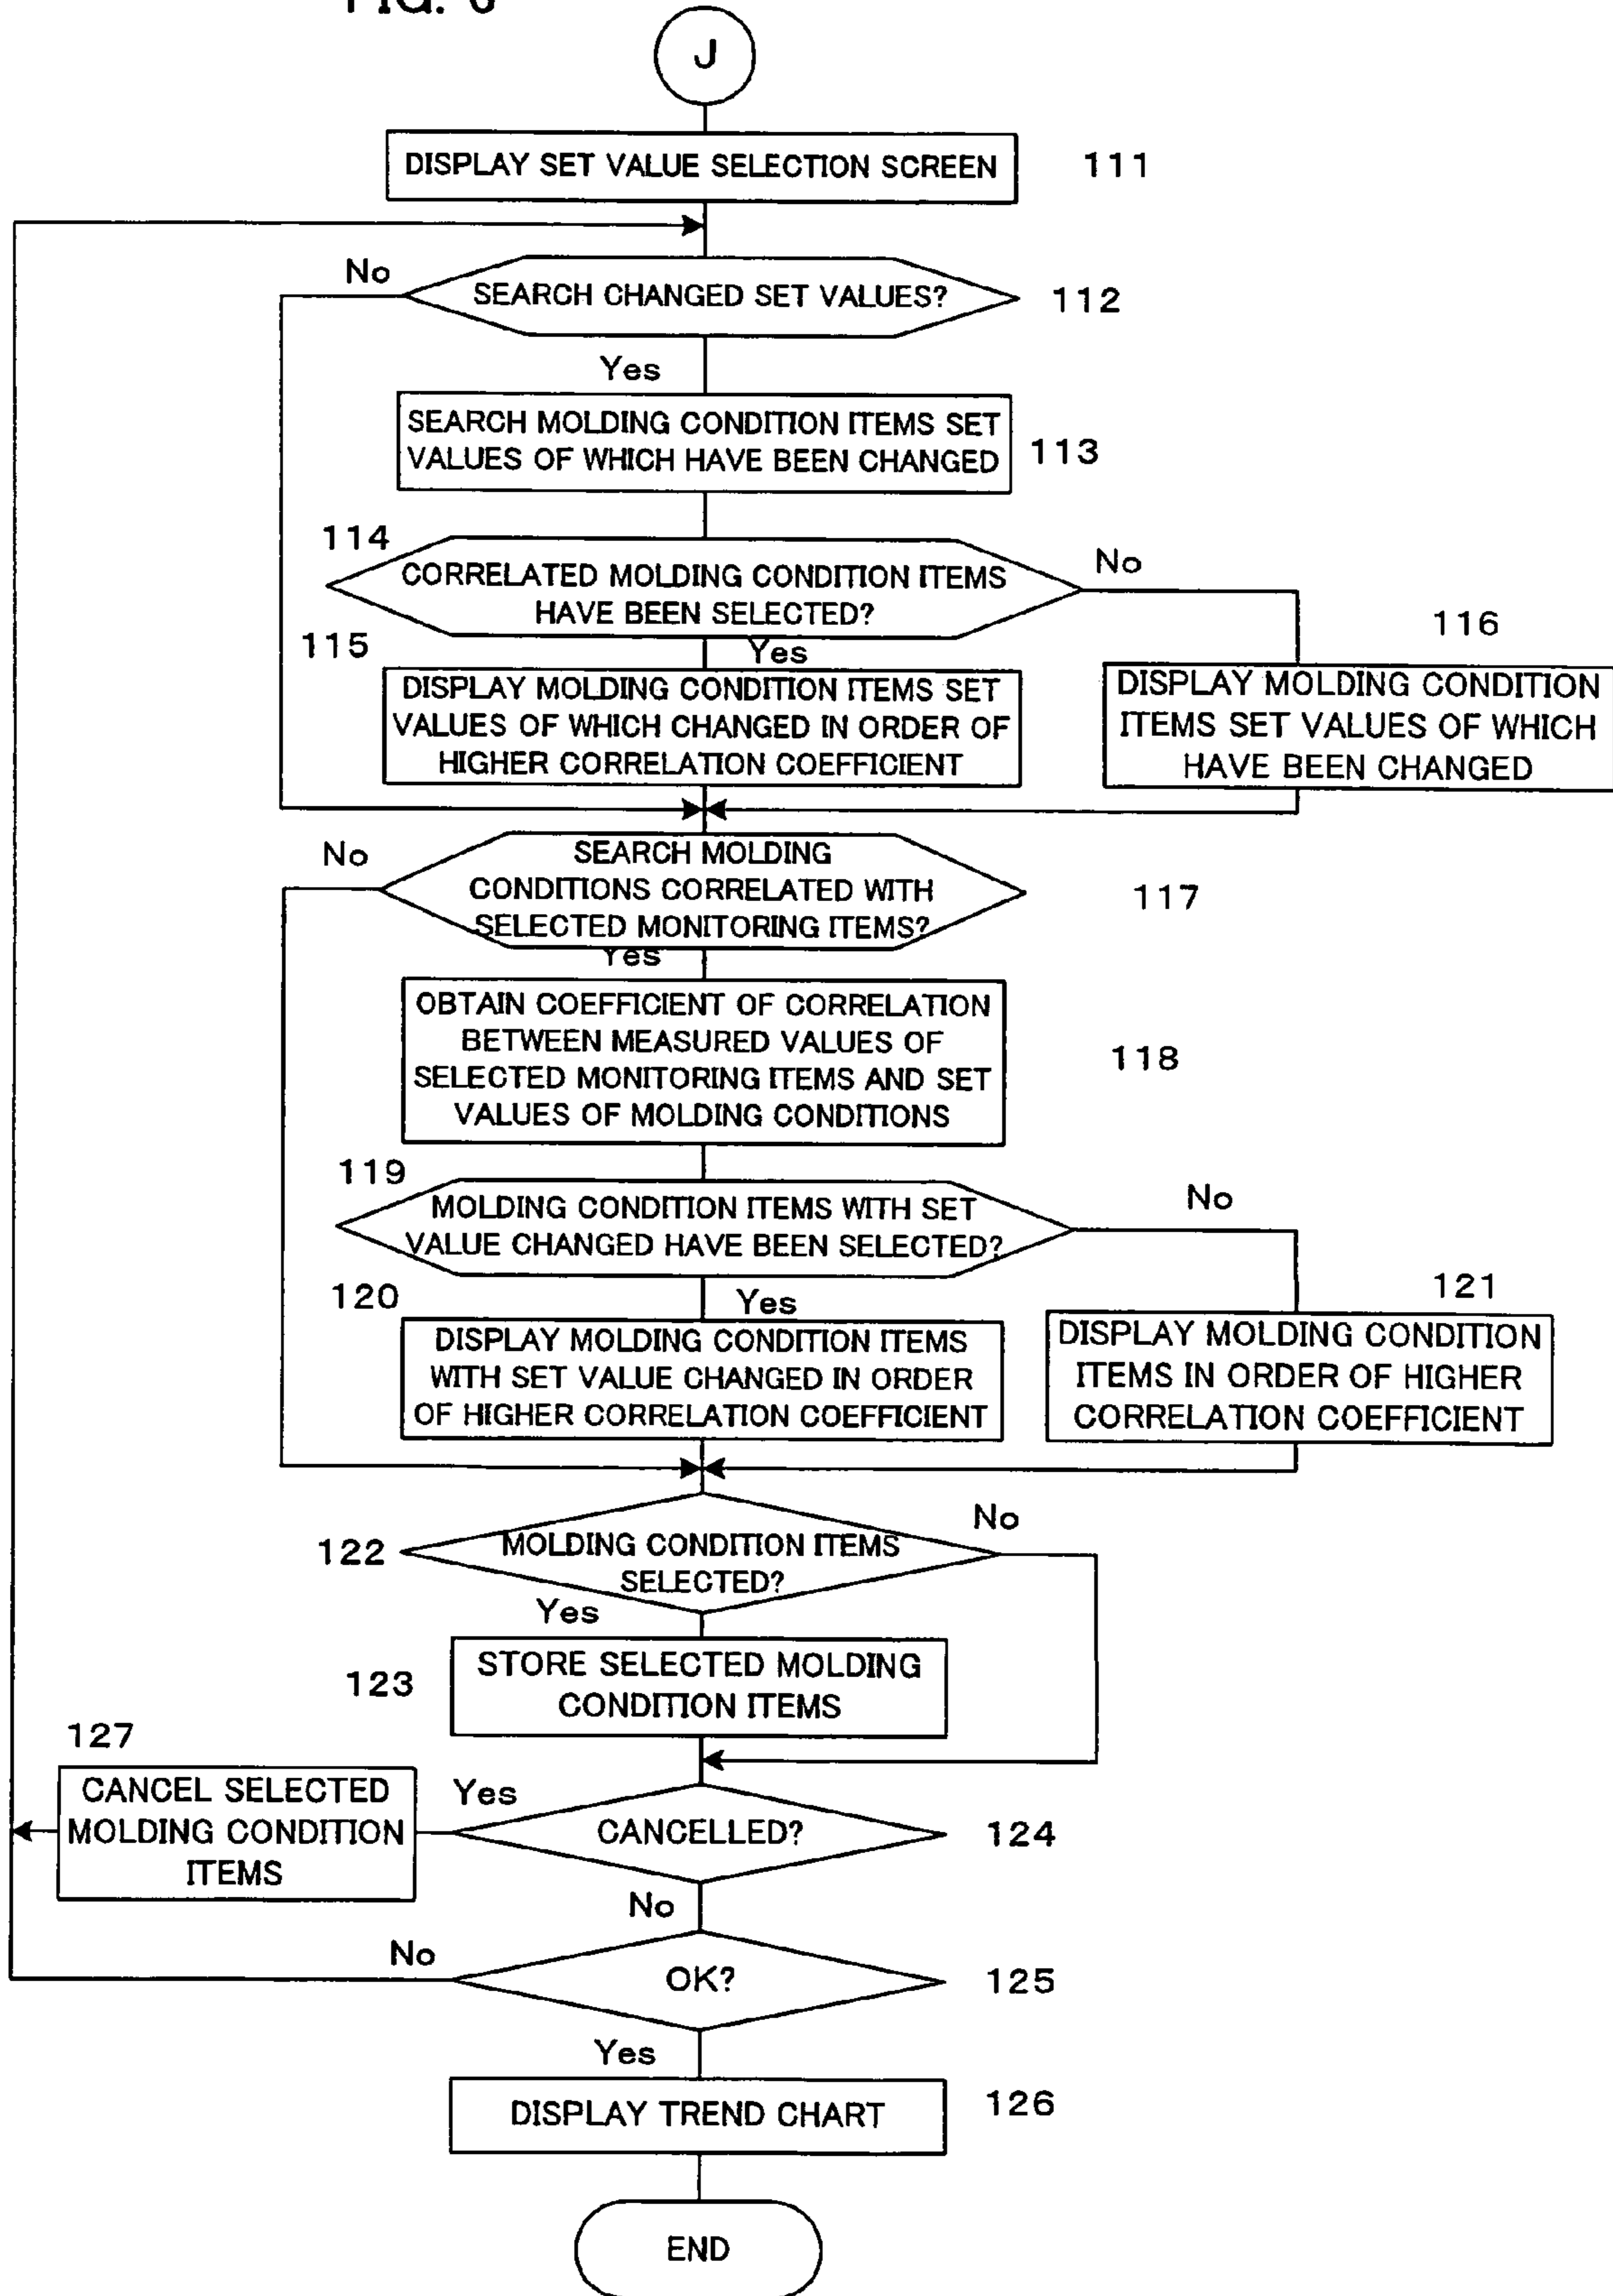 FIG. 6
J
DISPLAY SET VALUE SELECTION SCREEN
111
No
SEARCH CHANGED SET VALUES?
112
Yes
SEARCH MOLDING CONDITION ITEMS SET
VALUES OF WHICH HAVE BEEN CHANGED
113
114
CORRELATED MOLDING CONDITION ITEMS
HAVE BEEN SELECTED?
No
115
Yes
116
DISPLAY MOLDING CONDITION ITEMS SET
VALUES OF WHICH CHANGED IN ORDER OF
HIGHER CORRELATION COEFFICIENT
DISPLAY MOLDING CONDITION
ITEMS SET VALUES OF WHICH
HAVE BEEN CHANGED
No
SEARCH MOLDING
CONDITIONS CORRELATED WITH
SELECTED MONITORING ITEMS?
117
Yes
OBTAIN COEFFICIENT OF CORRELATION
BETWEEN MEASURED VALUES OF
SELECTED MONITORING ITEMS AND SET
VALUES OF MOLDING CONDITIONS
118
119
MOLDING CONDITION ITEMS WITH SET
VALUE CHANGED HAVE BEEN SELECTED?
No
120
Yes
121
DISPLAY MOLDING CONDITION ITEMS
WITH SET VALUE CHANGED IN ORDER
OF HIGHER CORRELATION COEFFICIENT
DISPLAY MOLDING CONDITION
ITEMS IN ORDER OF HIGHER
CORRELATION COEFFICIENT
122
MOLDING CONDITION ITEMS
SELECTED?
No
Yes
123
STORE SELECTED MOLDING
CONDITION ITEMS
127
CANCEL SELECTED
MOLDING CONDITION
ITEMS
Yes
CANCELLED?
124
No
No
OK?
125
Yes
DISPLAY TREND CHART
126
END